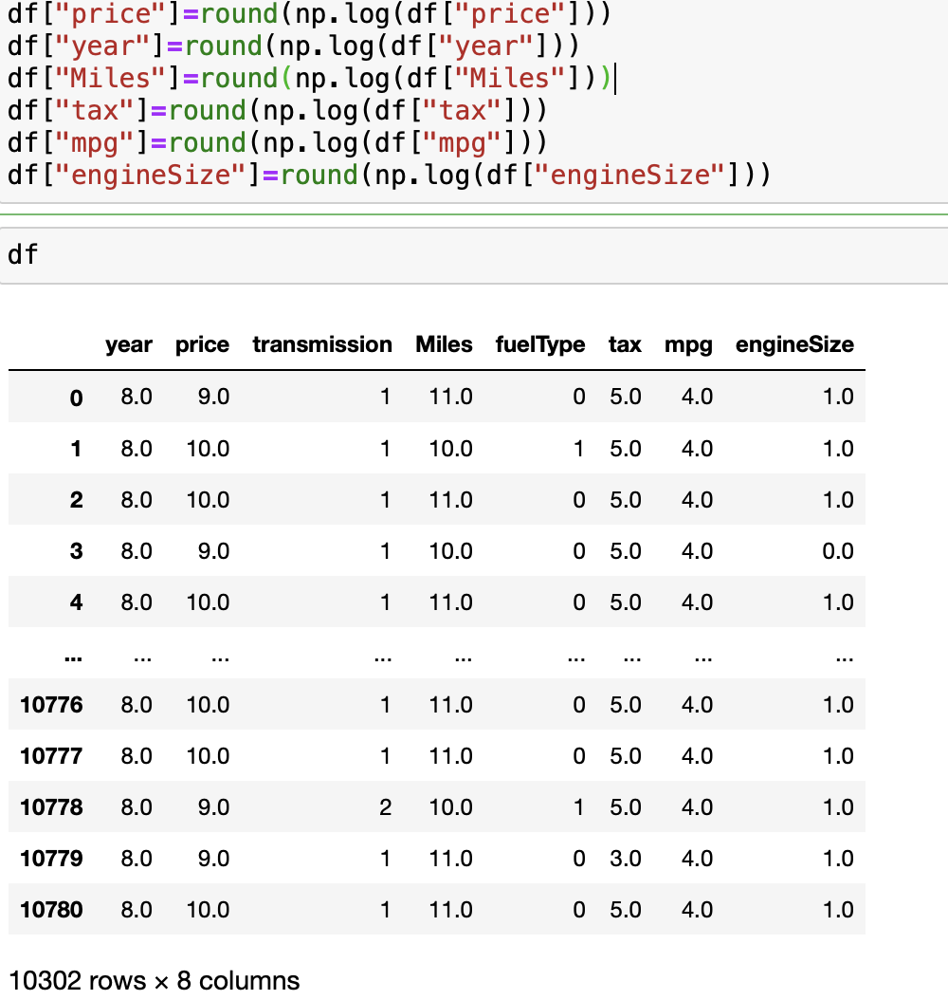 df["price"]=round(np.log(df["price"]))
df["year"]=round(np.log(df["year"]))
df["Miles"]=round(np.log(df["Miles"]))
df["tax"]=round(np.log(df["tax"]))
df["mpg"]=round(np.log(df["mpg"]))
df["engineSize"]=round(np.log(df["engineSize"]))
df
year price transmission Miles fuelType tax mpg engineSize
0 8.0 9.0 1 11.0 0 5.0 4.0 1.0
1 8.0 10.0 1 10.0 1 5.0 4.0 1.0
2 8.0 10.0 1 11.0 0 5.0 4.0 1.0
3 8.0 9.0 1 10.0 0 5.0 4.0 0.0
4 8.0 10.0 1 11.0 0 5.0 4.0 1.0
... ... ... ... ... ... ... ... ...
10776 8.0 10.0 1 11.0 0 5.0 4.0 1.0
10777 8.0 10.0 1 11.0 0 5.0 4.0 1.0
10778 8.0 9.0 2 10.0 1 5.0 4.0 1.0
10779 8.0 9.0 1 11.0 0 3.0 4.0 1.0
10780 8.0 10.0 1 11.0 0 5.0 4.0 1.0
10302 rows × 8 columns